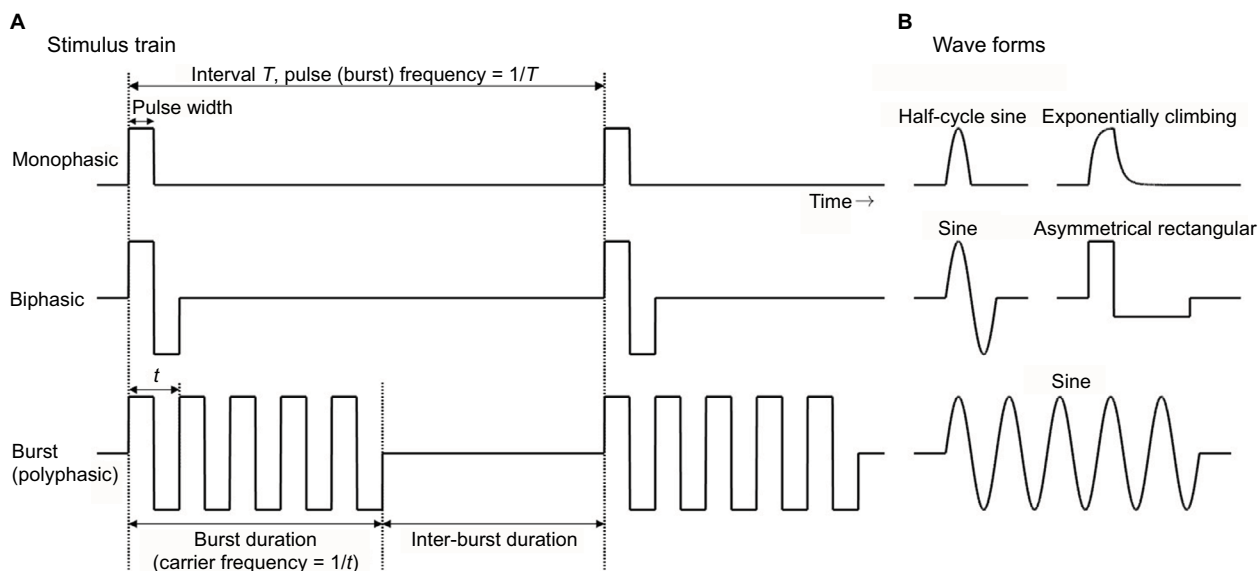 A
Stimulus train
Interval T, pulse (burst) frequency = 1/T
Pulse width
Monophasic
Time →
Biphasic
t
Burst
(polyphasic)
Burst duration
(carrier frequency = 1/t)
Inter-burst duration
B
Wave forms
Half-cycle sine
Exponentially climbing
Sine
Asymmetrical rectangular
Sine